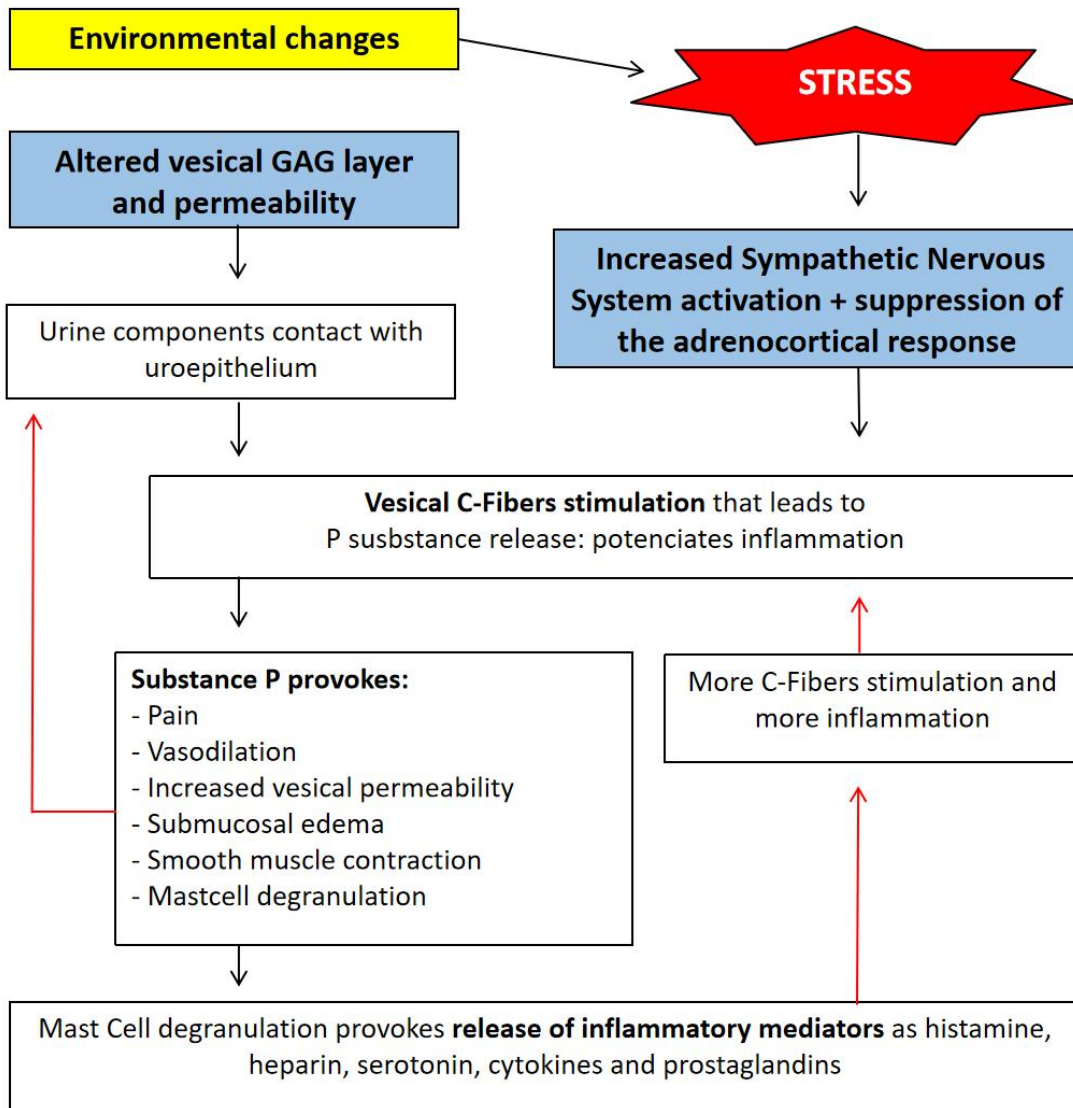 Environmental changes
STRESS
Altered vesical GAG layer
and permeability
Increased Sympathetic Nervous
System activation + suppression of
the adrenocortical response
Urine components contact with
uroepithelium
Vesical C-Fibers stimulation that leads to
P susbstance release: potenciates inflammation
Substance P provokes:
- Pain
- Vasodilation
- Increased vesical permeability
- Submucosal edema
- Smooth muscle contraction
- Mastcell degranulation
More C-Fibers stimulation and
more inflammation
Mast Cell degranulation provokes release of inflammatory mediators as histamine,
heparin, serotonin, cytokines and prostaglandins